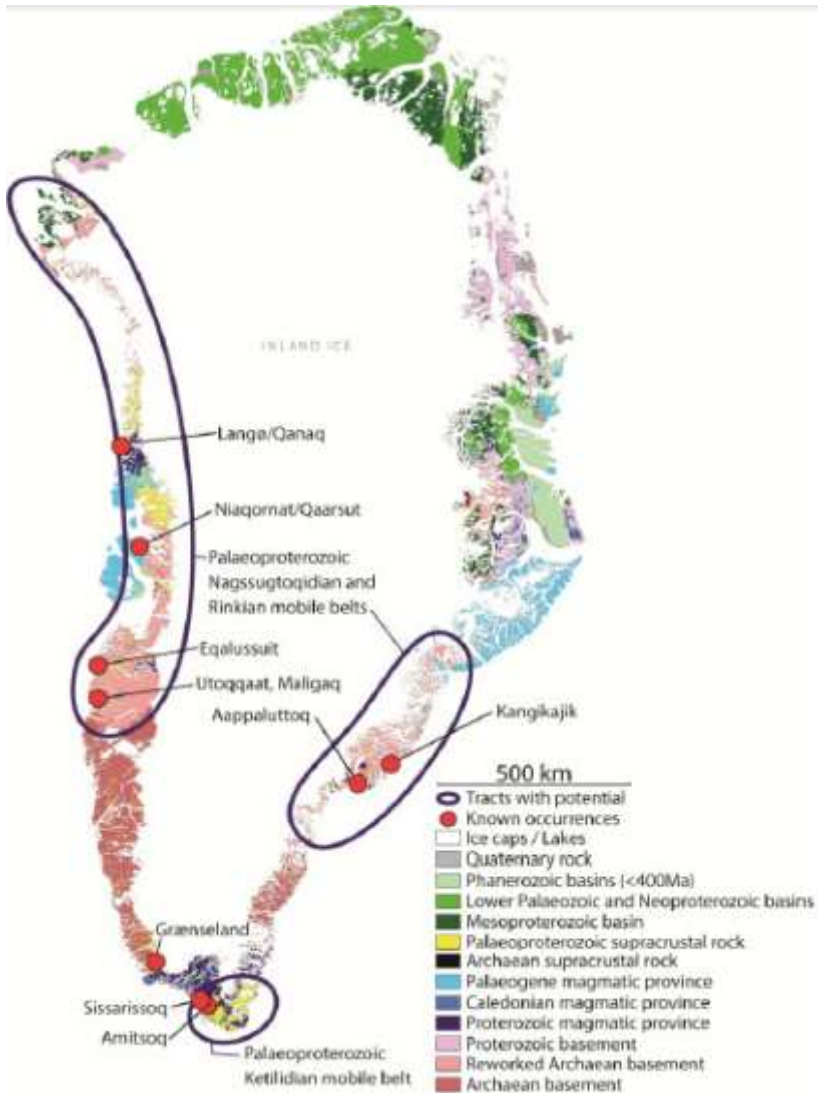 INLAND ICE
Langø/Qanaq
Niaqornat/Qaarsut
Palaeoproterozoic
Nagssugtoqidian and
Rinkian mobile belts
Eqalussuit
Utoqqaat, Maligaq
Aappaluttoq
Kangikajik
500 km
Tracts with potential
Known occurrences
Ice caps / Lakes
Quaternary rock
Phanerozoic basins (<400Ma)
Lower Palaeozoic and Neoproterozoic basins
Mesoproterozoic basin
Palaeoproterozoic supracrustal rock
Archaean supracrustal rock
Palaeogene magmatic province
Caledonian magmatic province
Proterozoic magmatic province
Proterozoic basement
Reworked Archaean basement
Archaean basement
Grænseland
Sissarissoq
Amitsoq
Palaeoproterozoic
Ketilidian mobile belt